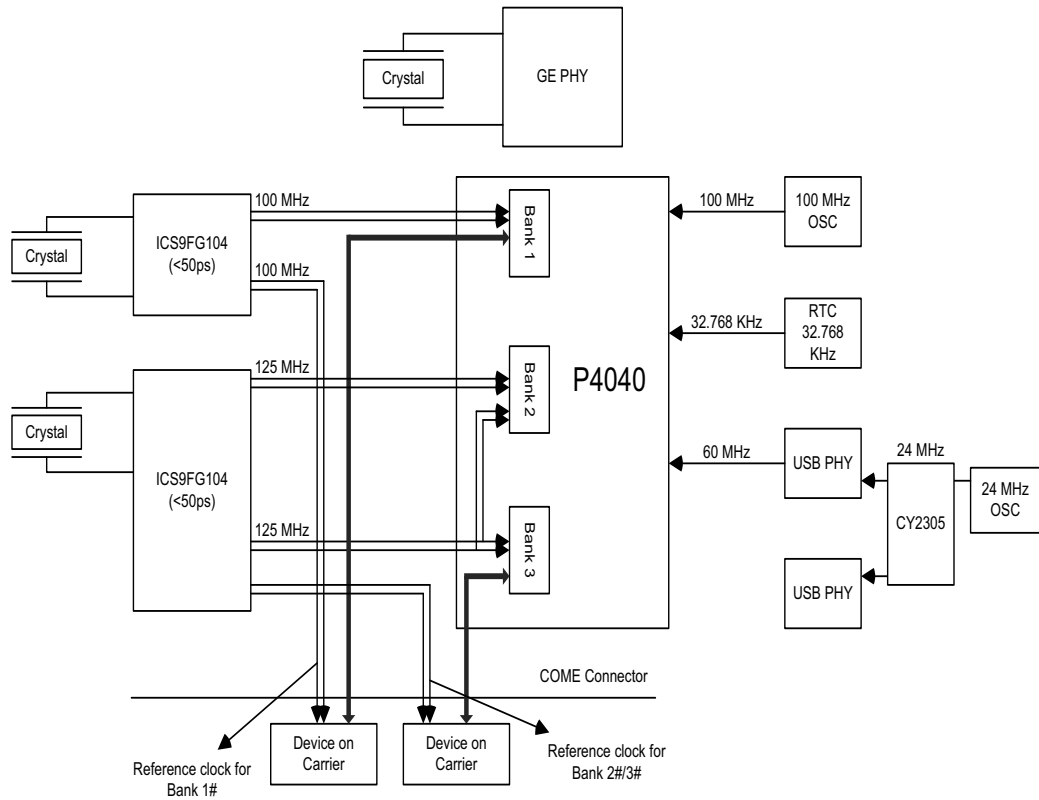 Crystal
GE PHY
100 MHz
Bank 1
100 MHz
100 MHz
OSC
Crystal
ICS9FG104
(<50ps)
100 MHz
32.768 KHz
RTC
32.768
KHz
125 MHz
Bank 2
P4040
Crystal
ICS9FG104
(<50ps)
60 MHz
USB PHY
24 MHz
CY2305
24 MHz
OSC
125 MHz
Bank 3
USB PHY
COME Connector
Device on
Carrier
Device on
Carrier
Reference clock for
Bank 1#
Reference clock for
Bank 2#/3#